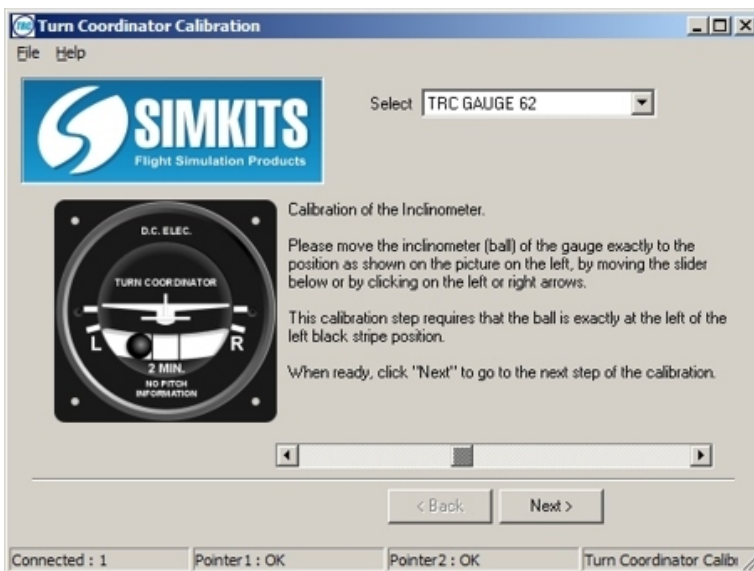 TRC Turn Coordinator Calibration
File Help
SIMKITS
Flight Simulation Products
Select TRC GAUGE 62
D.C. ELEC.
TURN COORDINATOR
L R
2 MIN.
NO PITCH
INFORMATION
Calibration of the Inclinometer.
Please move the inclinometer (ball) of the gauge exactly to the
position as shown on the picture on the left, by moving the slider
below or by clicking on the left or right arrows.
This calibration step requires that the ball is exactly at the left of the
left black stripe position.
When ready, click "Next" to go to the next step of the calibration.
< Back Next >
Connected : 1 Pointer1 : OK Pointer2 : OK Turn Coordinator Calib